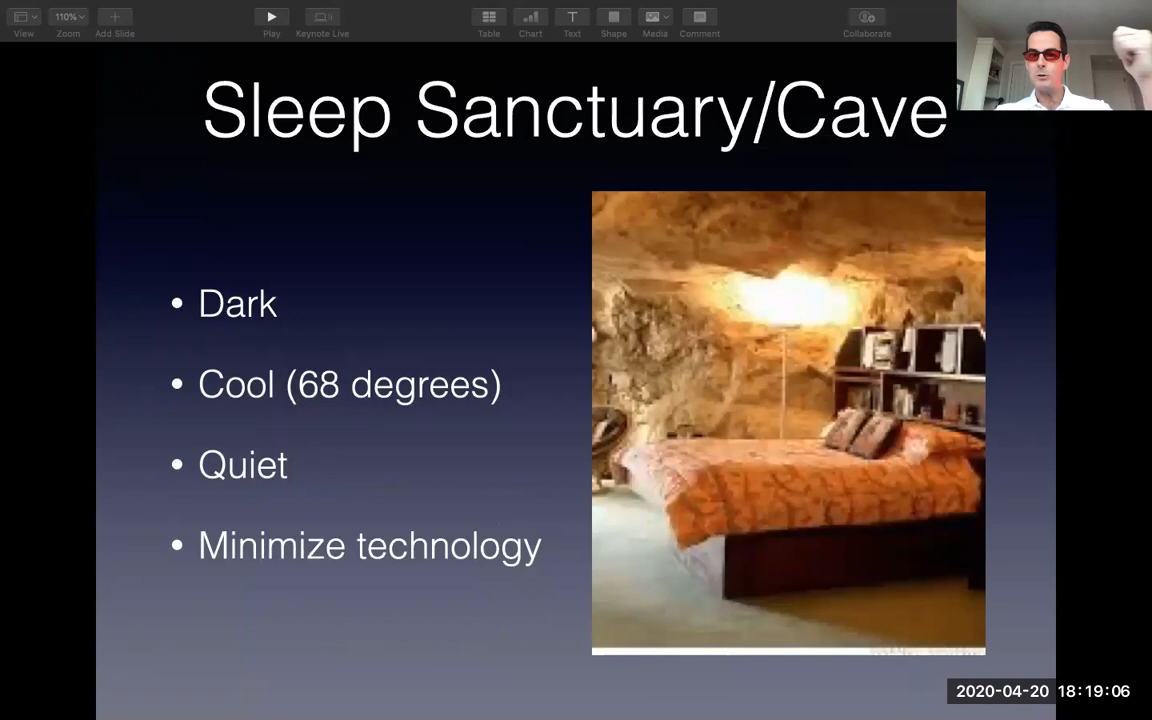 110%
View
Zoom
Add Slide
Play
Keynote Live
Table
Chart
Text
Shape
Media
Comment
Collaborate
Sleep Sanctuary/Cave
• Dark
• Cool (68 degrees)
• Quiet
• Minimize technology
2020-04-20 18:19:06